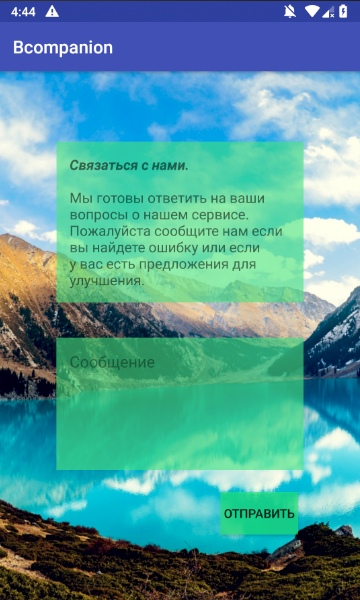 4:44
Bcompanion
Связаться с нами.
Мы готовы ответить на ваши
вопросы о нашем сервисе.
Пожалуйста сообщите нам если
вы найдете ошибку или если
у вас есть предложения для
улучшения.
Сообщение
ОТПРАВИТЬ